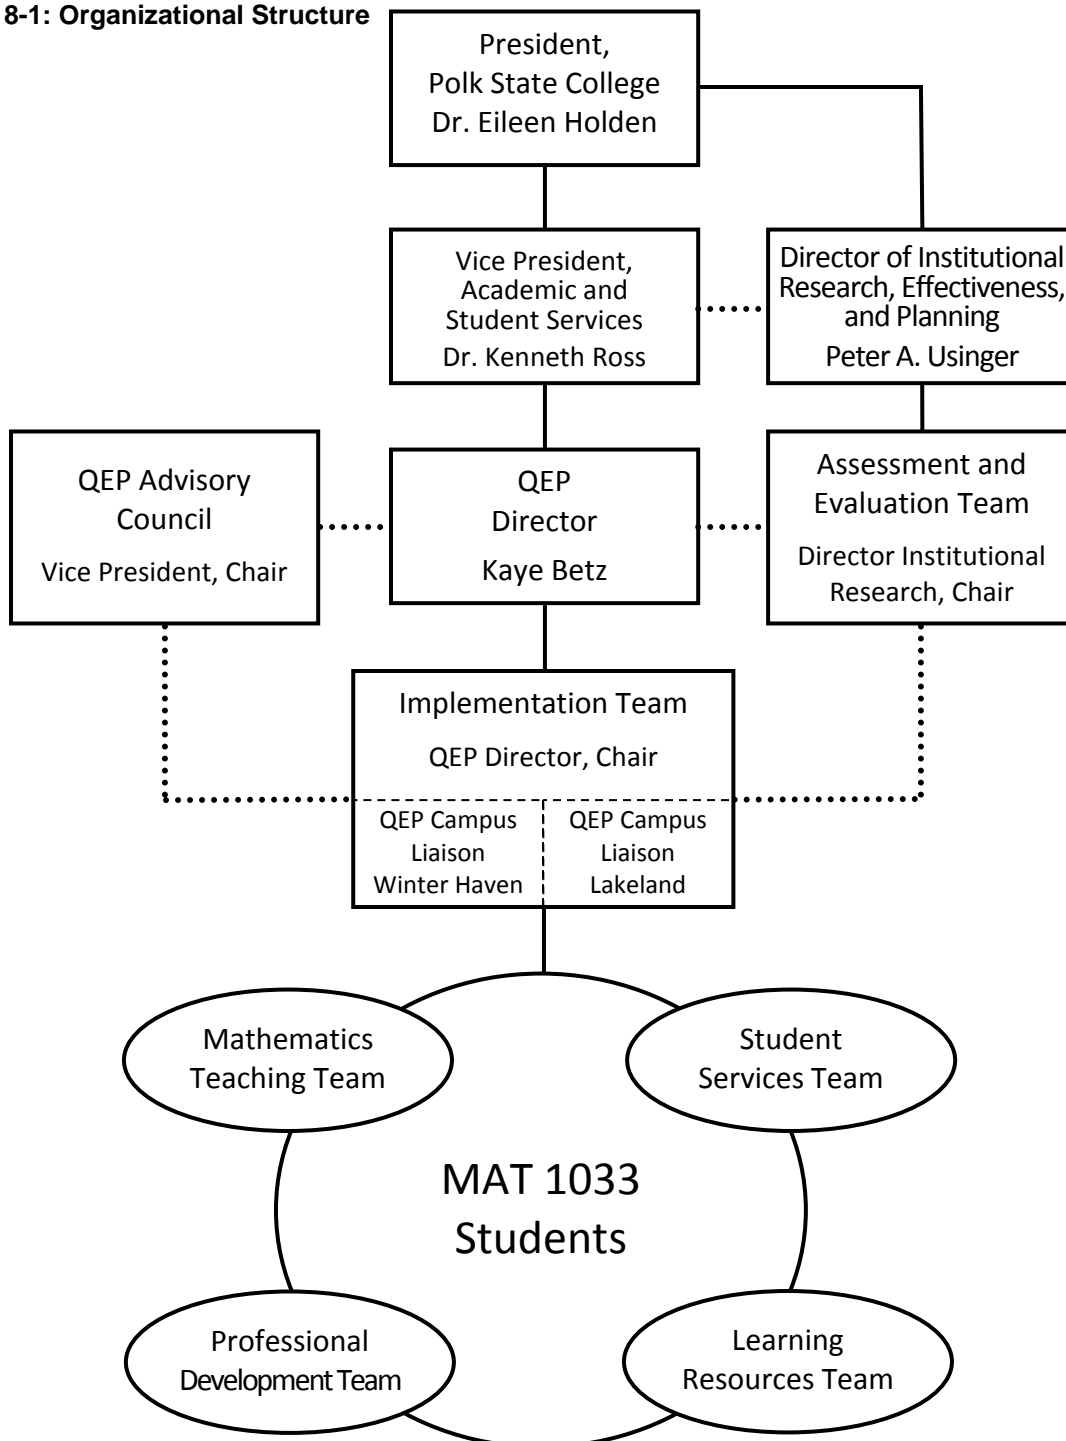 8-1: Organizational Structure
President,
Polk State College
Dr. Eileen Holden
Vice President,
Academic and
Student Services
Dr. Kenneth Ross
Director of Institutional
Research, Effectiveness,
and Planning
Peter A. Usinger
QEP Advisory
Council
Vice President, Chair
QEP
Director
Kaye Betz
Assessment and
Evaluation Team
Director Institutional
Research, Chair
Implementation Team
QEP Director, Chair
QEP Campus
Liaison
Winter Haven
QEP Campus
Liaison
Lakeland
Mathematics
Teaching Team
Student
Services Team
MAT 1033
Students
Professional
Development Team
Learning
Resources Team